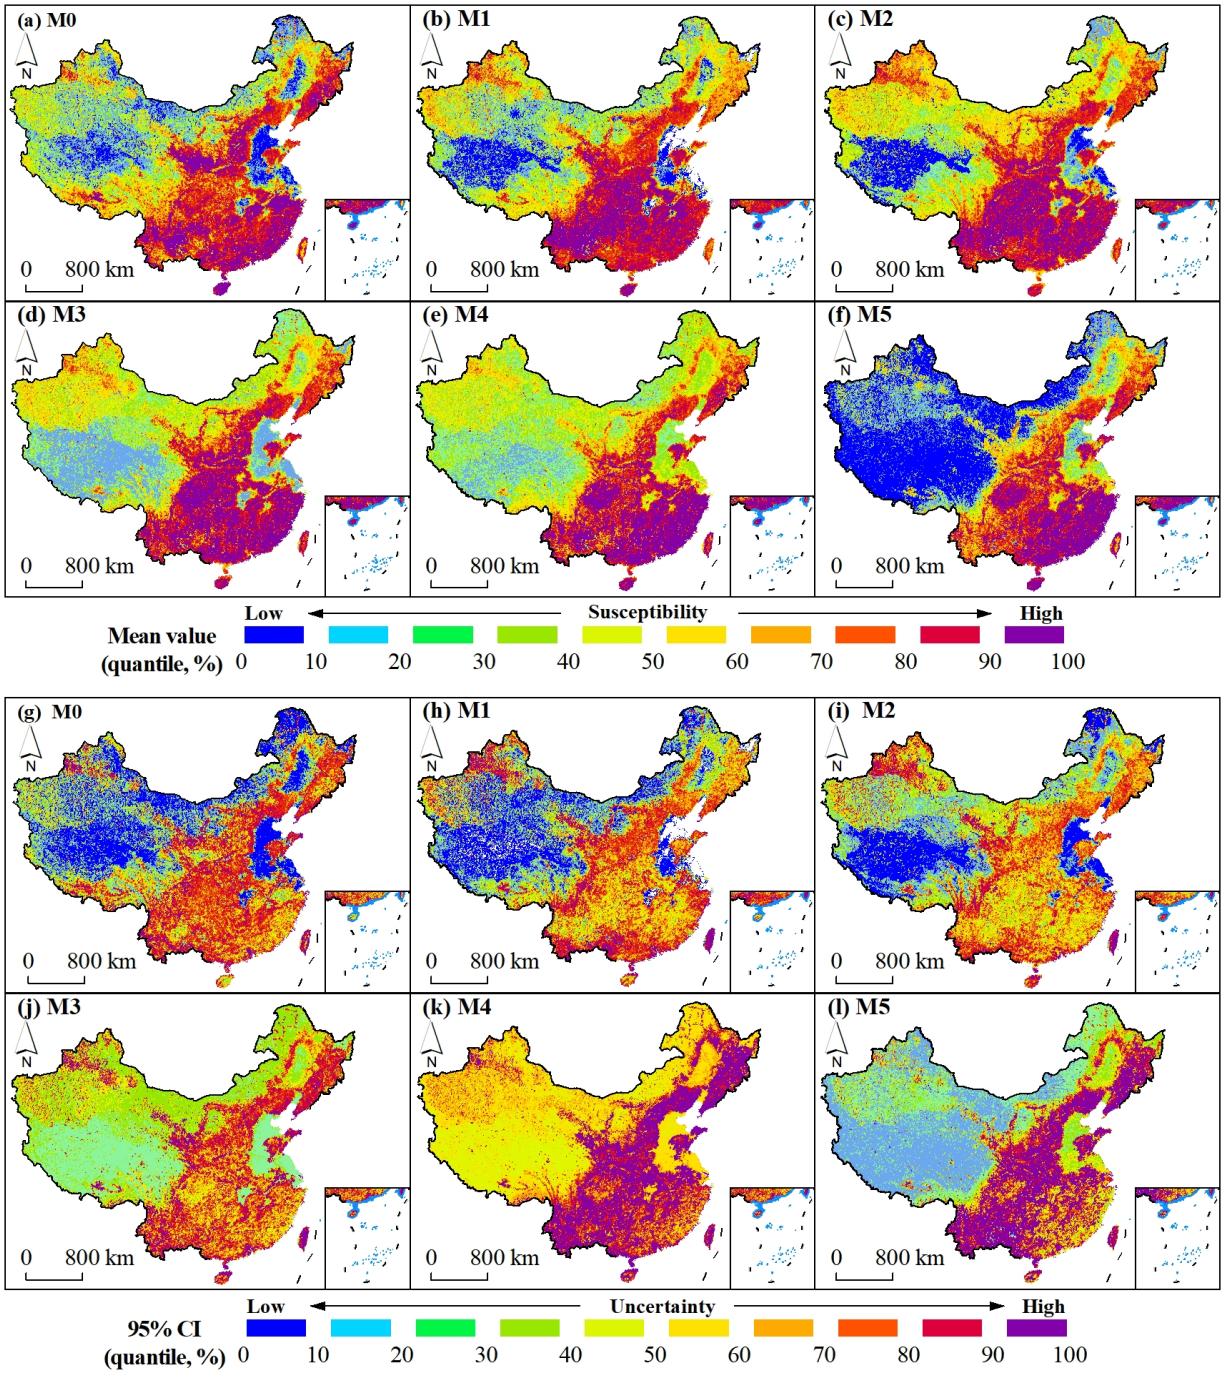 (a) M0
(b) M1
(c) M2
N
N
N
0 800 km
0 800 km
0 800 km
(d) M3
(e) M4
(f) M5
N
N
N
0 800 km
0 800 km
0 800 km
Low Susceptibility High
Mean value
(quantile, %) 0 10 20 30 40 50 60 70 80 90 100
(g) M0
(h) M1
(i) M2
N
N
N
0 800 km
0 800 km
0 800 km
(j) M3
(k) M4
(l) M5
N
N
N
0 800 km
0 800 km
0 800 km
Low Uncertainty High
95% CI
(quantile, %) 0 10 20 30 40 50 60 70 80 90 100